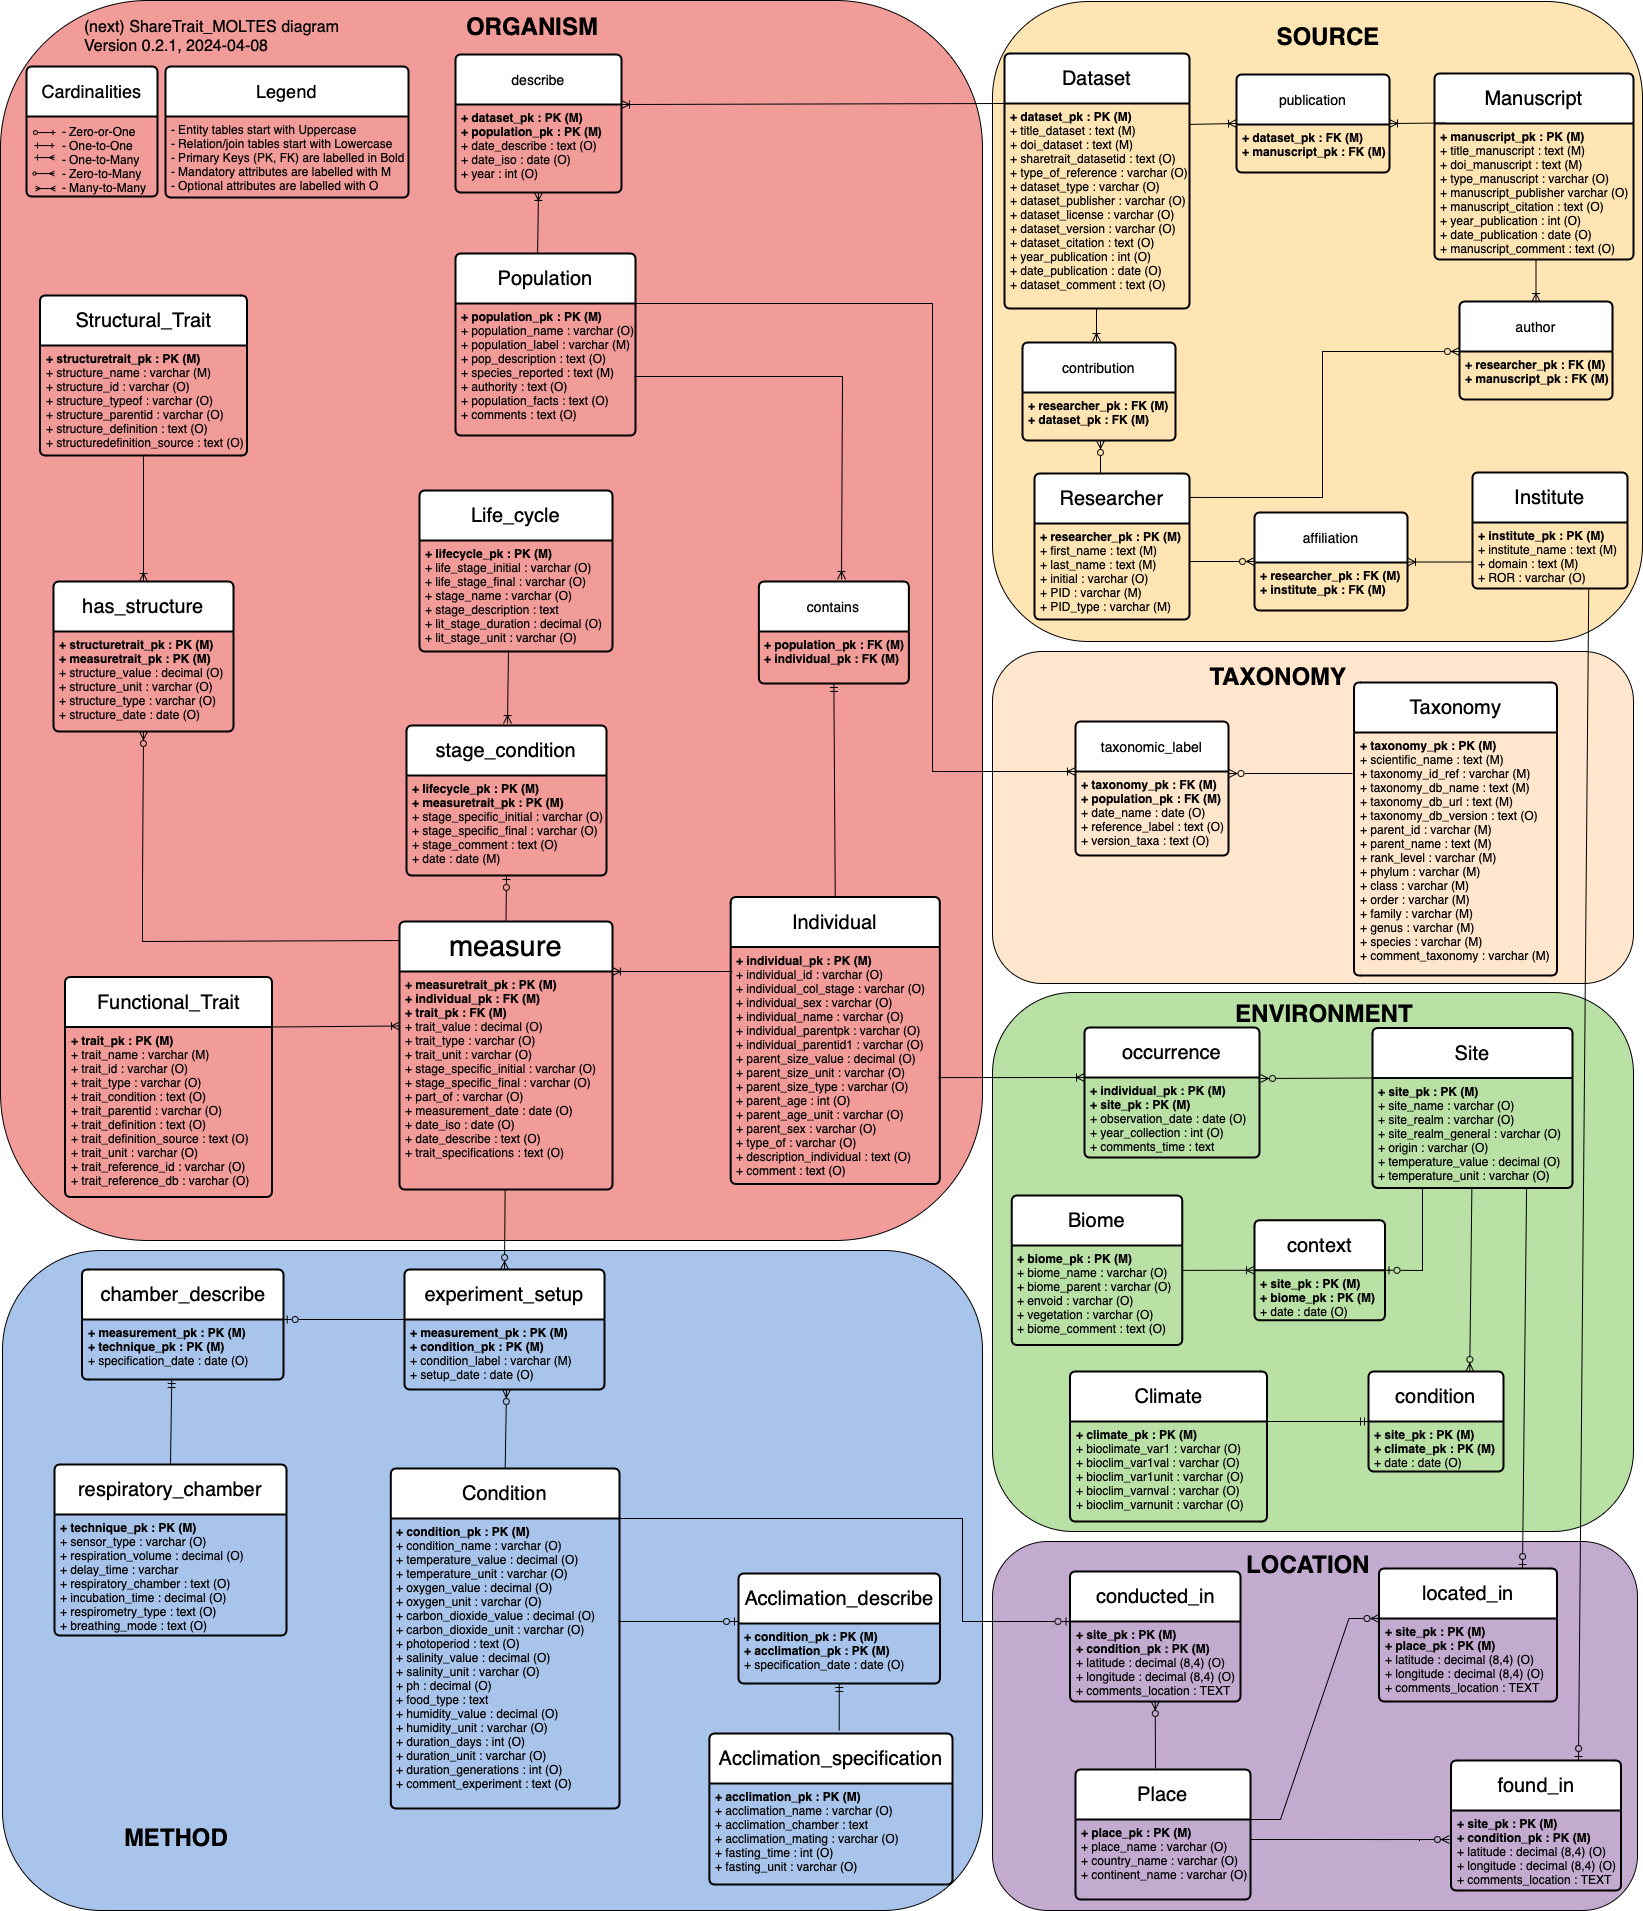 (next) ShareTrait_MOLTES diagram
Version 0.2.1, 2024-04-08
ORGANISM
Cardinalities
- Zero-or-One
- One-to-One
- One-to-Many
- Zero-to-Many
- Many-to-Many
Legend
- Entity tables start with Uppercase
- Relation/join tables start with Lowercase
- Primary Keys (PK, FK) are labelled in Bold
- Mandatory attributes are labelled with M
- Optional attributes are labelled with O
describe
+ dataset_pk : PK (M)
+ population_pk : PK (M)
+ date_describe : text (O)
+ date_iso : date (O)
+ year : int (O)
Population
+ population_pk : PK (M)
+ population_name : varchar (O)
+ population_label : varchar (M)
+ pop_description : text (O)
+ species_reported : text (M)
+ authority : text (O)
+ population_facts : text (O)
+ comments : text (O)
Structural_Trait
+ structuretrait_pk : PK (M)
+ structure_name : varchar (M)
+ structure_id : varchar (O)
+ structure_typeof : varchar (O)
+ structure_parentid : varchar (O)
+ structure_definition : text (O)
+ structuredefinition_source : text (O)
Life_cycle
+ lifecycle_pk : PK (M)
+ life_stage_initial : varchar (O)
+ life_stage_final : varchar (O)
+ stage_name : varchar (O)
+ stage_description : text
+ lit_stage_duration : decimal (O)
+ lit_stage_unit : varchar (O)
has_structure
+ structuretrait_pk : PK (M)
+ measuretrait_pk : PK (M)
+ structure_value : decimal (O)
+ structure_unit : varchar (O)
+ structure_type : varchar (O)
+ structure_date : date (O)
contains
+ population_pk : FK (M)
+ individual_pk : FK (M)
stage_condition
+ lifecycle_pk : PK (M)
+ measuretrait_pk : PK (M)
+ stage_specific_initial : varchar (O)
+ stage_specific_final : varchar (O)
+ stage_comment : text (O)
+ date : date (M)
measure
+ measuretrait_pk : PK (M)
+ individual_pk : FK (M)
+ trait_pk : FK (M)
+ trait_value : decimal (O)
+ trait_type : varchar (O)
+ trait_unit : varchar (O)
+ stage_specific_initial : varchar (O)
+ stage_specific_final : varchar (O)
+ part_of : varchar (O)
+ measurement_date : date (O)
+ date_iso : date (O)
+ date_describe : text (O)
+ trait_specifications : text (O)
Individual
+ individual_pk : PK (M)
+ individual_id : varchar (O)
+ individual_col_stage : varchar (O)
+ individual_sex : varchar (O)
+ individual_name : varchar (O)
+ individual_parentpk : varchar (O)
+ individual_parentid1 : varchar (O)
+ parent_size_value : decimal (O)
+ parent_size_unit : varchar (O)
+ parent_size_type : varchar (O)
+ parent_age : int (O)
+ parent_age_unit : varchar (O)
+ parent_sex : varchar (O)
+ type_of : varchar (O)
+ description_individual : text (O)
+ comment : text (O)
Functional_Trait
+ trait_pk : PK (M)
+ trait_name : varchar (M)
+ trait_id : varchar (O)
+ trait_type : varchar (O)
+ trait_condition : text (O)
+ trait_parentid : varchar (O)
+ trait_definition : text (O)
+ trait_definition_source : text (O)
+ trait_unit : varchar (O)
+ trait_reference_id : varchar (O)
+ trait_reference_db : varchar (O)
SOURCE
Dataset
+ dataset_pk : PK (M)
+ title_dataset : text (M)
+ doi_dataset : text (M)
+ sharetrait_datasetid : text (O)
+ type_of_reference : varchar (O)
+ dataset_type : varchar (O)
+ dataset_publisher : varchar (O)
+ dataset_license : varchar (O)
+ dataset_version : varchar (O)
+ dataset_citation : text (O)
+ year_publication : int (O)
+ date_publication : date (O)
+ dataset_comment : text (O)
publication
+ dataset_pk : FK (M)
+ manuscript_pk : FK (M)
Manuscript
+ manuscript_pk : PK (M)
+ title_manuscript : text (M)
+ doi_manuscript : text (M)
+ type_manuscript : varchar (O)
+ manuscript_publisher varchar (O)
+ manuscript_citation : text (O)
+ year_publication : int (O)
+ date_publication : date (O)
+ manuscript_comment : text (O)
contribution
+ researcher_pk : FK (M)
+ dataset_pk : FK (M)
author
+ researcher_pk : FK (M)
+ manuscript_pk : FK (M)
Researcher
+ researcher_pk : PK (M)
+ first_name : text (M)
+ last_name : text (M)
+ initial : varchar (O)
+ PID : varchar (M)
+ PID_type : varchar (M)
affiliation
+ researcher_pk : FK (M)
+ institute_pk : FK (M)
Institute
+ institute_pk : PK (M)
+ institute_name : text (M)
+ domain : text (M)
+ ROR : varchar (O)
TAXONOMY
taxonomic_label
+ taxonomy_pk : FK (M)
+ population_pk : FK (M)
+ date_name : date (O)
+ reference_label : text (O)
+ version_taxa : text (O)
Taxonomy
+ taxonomy_pk : PK (M)
+ scientific_name : text (M)
+ taxonomy_id_ref : varchar (M)
+ taxonomy_db_name : text (M)
+ taxonomy_db_url : text (M)
+ taxonomy_db_version : text (O)
+ parent_id : varchar (M)
+ parent_name : text (M)
+ rank_level : varchar (M)
+ phylum : varchar (M)
+ class : varchar (M)
+ order : varchar (M)
+ family : varchar (M)
+ genus : varchar (M)
+ species : varchar (M)
+ comment_taxonomy : varchar (M)
ENVIRONMENT
occurrence
+ individual_pk : PK (M)
+ site_pk : PK (M)
+ observation_date : date (O)
+ year_collection : int (O)
+ comments_time : text
Site
+ site_pk : PK (M)
+ site_name : varchar (O)
+ site_realm : varchar (O)
+ site_realm_general : varchar (O)
+ origin : varchar (O)
+ temperature_value : decimal (O)
+ temperature_unit : varchar (O)
Biome
+ biome_pk : PK (M)
+ biome_name : varchar (O)
+ biome_parent : varchar (O)
+ envoid : varchar (O)
+ vegetation : varchar (O)
+ biome_comment : text (O)
context
+ site_pk : PK (M)
+ biome_pk : PK (M)
+ date : date (O)
Climate
+ climate_pk : PK (M)
+ bioclimate_var1 : varchar (O)
+ bioclim_var1val : varchar (O)
+ bioclim_var1unit : varchar (O)
+ bioclim_varnval : varchar (O)
+ bioclim_varnunit : varchar (O)
condition
+ site_pk : PK (M)
+ climate_pk : PK (M)
+ date : date (O)
chamber_describe
+ measurement_pk : PK (M)
+ technique_pk : PK (M)
+ specification_date : date (O)
experiment_setup
+ measurement_pk : PK (M)
+ condition_pk : PK (M)
+ condition_label : varchar (M)
+ setup_date : date (O)
respiratory_chamber
+ technique_pk : PK (M)
+ sensor_type : varchar (O)
+ respiration_volume : decimal (O)
+ delay_time : varchar
+ respiratory_chamber : text (O)
+ incubation_time : decimal (O)
+ respirometry_type : text (O)
+ breathing_mode : text (O)
Condition
+ condition_pk : PK (M)
+ condition_name : varchar (O)
+ temperature_value : decimal (O)
+ temperature_unit : varchar (O)
+ oxygen_value : decimal (O)
+ oxygen_unit : varchar (O)
+ carbon_dioxide_value : decimal (O)
+ carbon_dioxide_unit : varchar (O)
+ photoperiod : text (O)
+ salinity_value : decimal (O)
+ salinity_unit : varchar (O)
+ ph : decimal (O)
+ food_type : text
+ humidity_value : decimal (O)
+ humidity_unit : varchar (O)
+ duration_days : int (O)
+ duration_unit : varchar (O)
+ duration_generations : int (O)
+ comment_experiment : text (O)
Acclimation_describe
+ condition_pk : PK (M)
+ acclimation_pk : PK (M)
+ specification_date : date (O)
Acclimation_specification
+ acclimation_pk : PK (M)
+ acclimation_name : varchar (O)
+ acclimation_chamber : text
+ acclimation_mating : varchar (O)
+ fasting_time : int (O)
+ fasting_unit : varchar (O)
METHOD
LOCATION
conducted_in
+ site_pk : PK (M)
+ condition_pk : PK (M)
+ latitude : decimal (8,4) (O)
+ longitude : decimal (8,4) (O)
+ comments_location : TEXT
located_in
+ site_pk : PK (M)
+ place_pk : PK (M)
+ latitude : decimal (8,4) (O)
+ longitude : decimal (8,4) (O)
+ comments_location : TEXT
Place
+ place_pk : PK (M)
+ place_name : varchar (O)
+ country_name : varchar (O)
+ continent_name : varchar (O)
found_in
+ site_pk : PK (M)
+ condition_pk : PK (M)
+ latitude : decimal (8,4) (O)
+ longitude : decimal (8,4) (O)
+ comments_location : TEXT